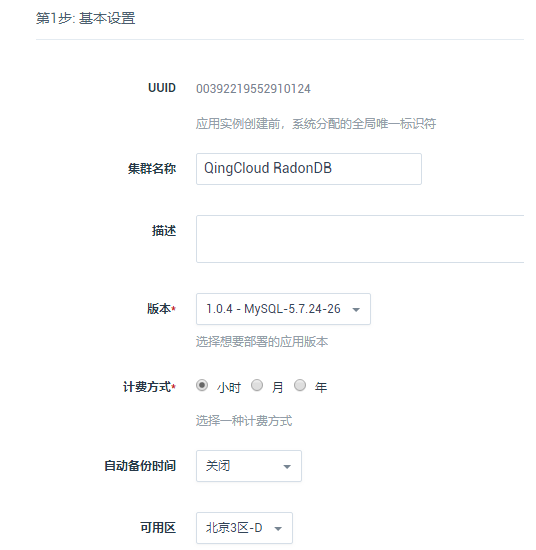 第1步: 基本设置
UUID 00392219552910124
应用实例创建前，系统分配的全局唯一标识符
集群名称 QingCloud RadonDB
描述
版本* 1.0.4 - MySQL-5.7.24-26
选择想要部署的应用版本
计费方式* 小时 月 年
选择一种计费方式
自动备份时间 关闭
可用区 北京3区-D